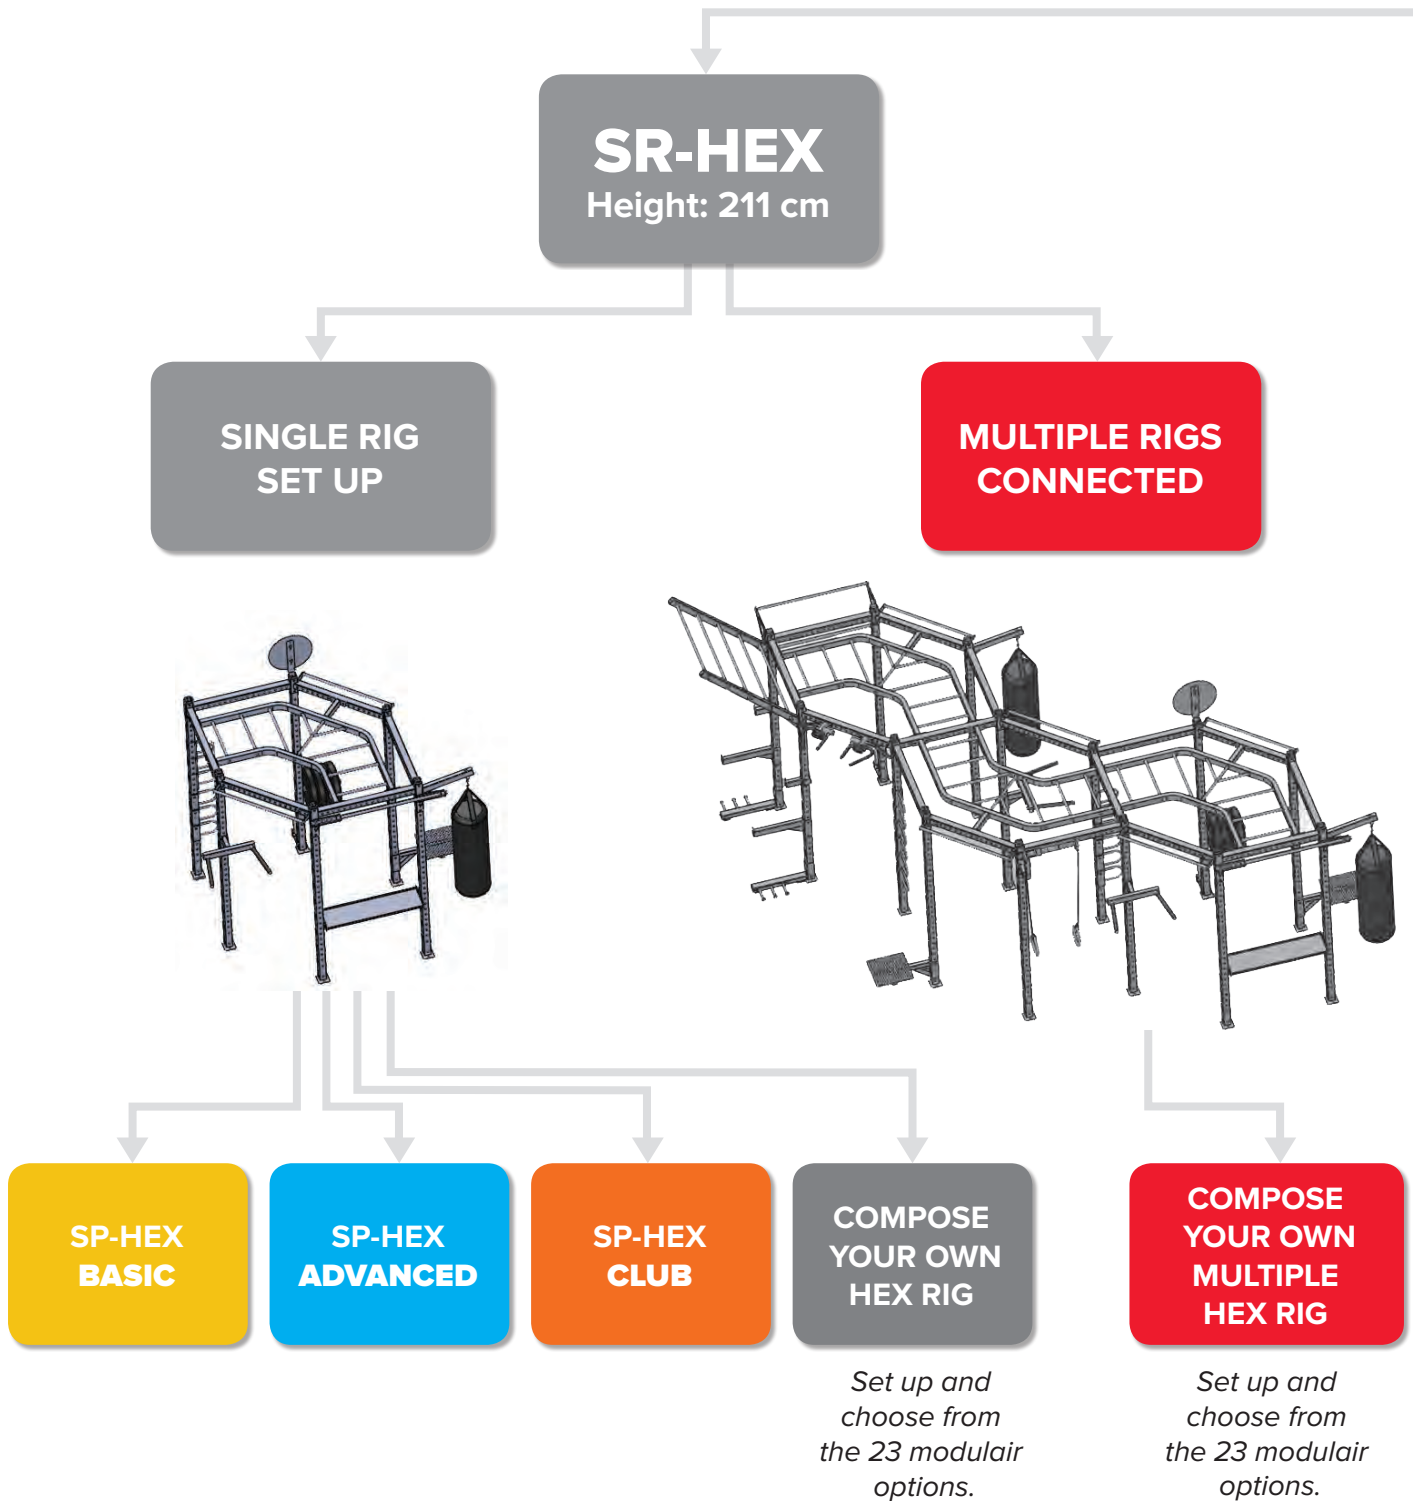 SR-HEX
Height: 211 cm
SINGLE RIG
SET UP
MULTIPLE RIGS
CONNECTED
SP-HEX
BASIC
SP-HEX
ADVANCED
SP-HEX
CLUB
COMPOSE
YOUR OWN
HEX RIG
COMPOSE
YOUR OWN
MULTIPLE
HEX RIG
Set up and
choose from
the 23 modulair
options.
Set up and
choose from
the 23 modulair
options.